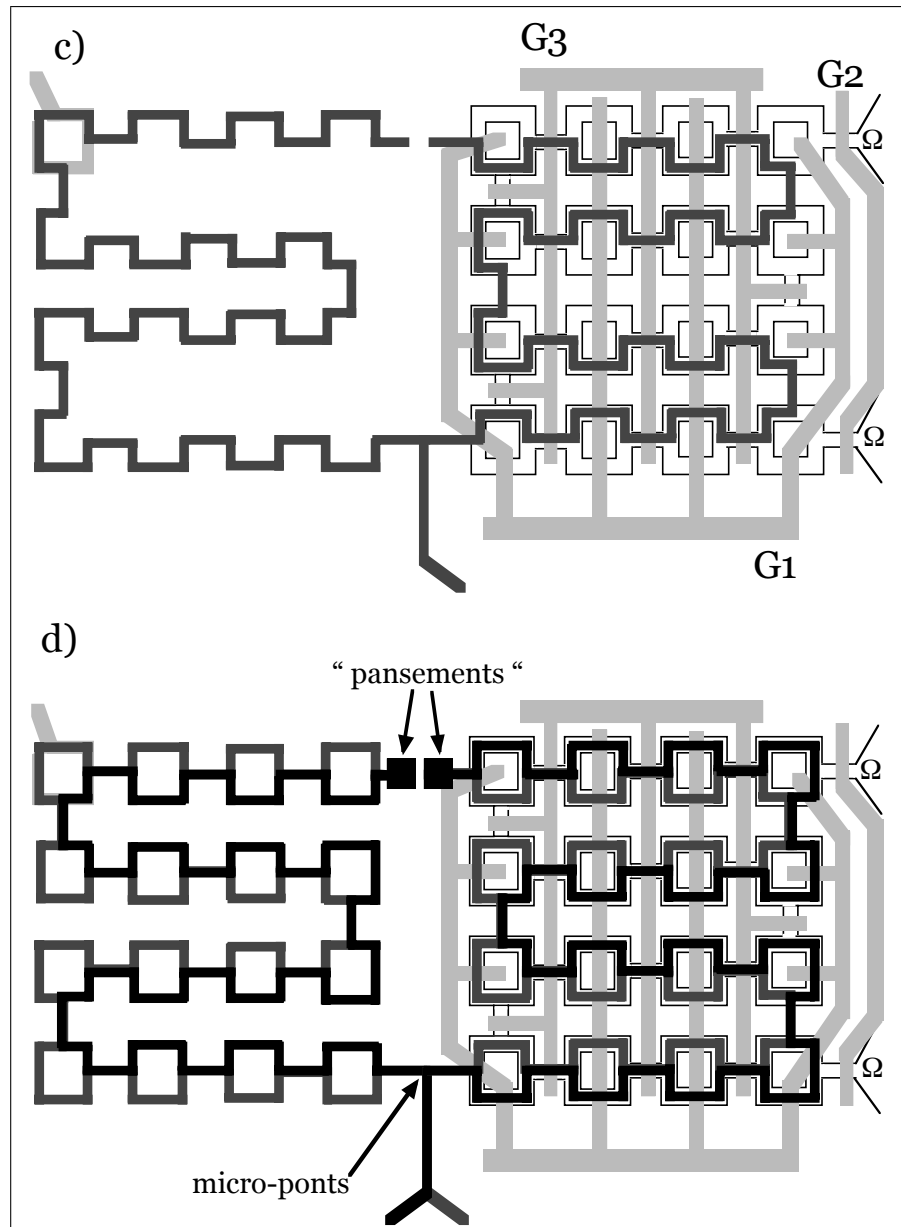 c)
G3
G2
Ω
Ω
G1
d)
“ pansements “
Ω
Ω
micro-ponts